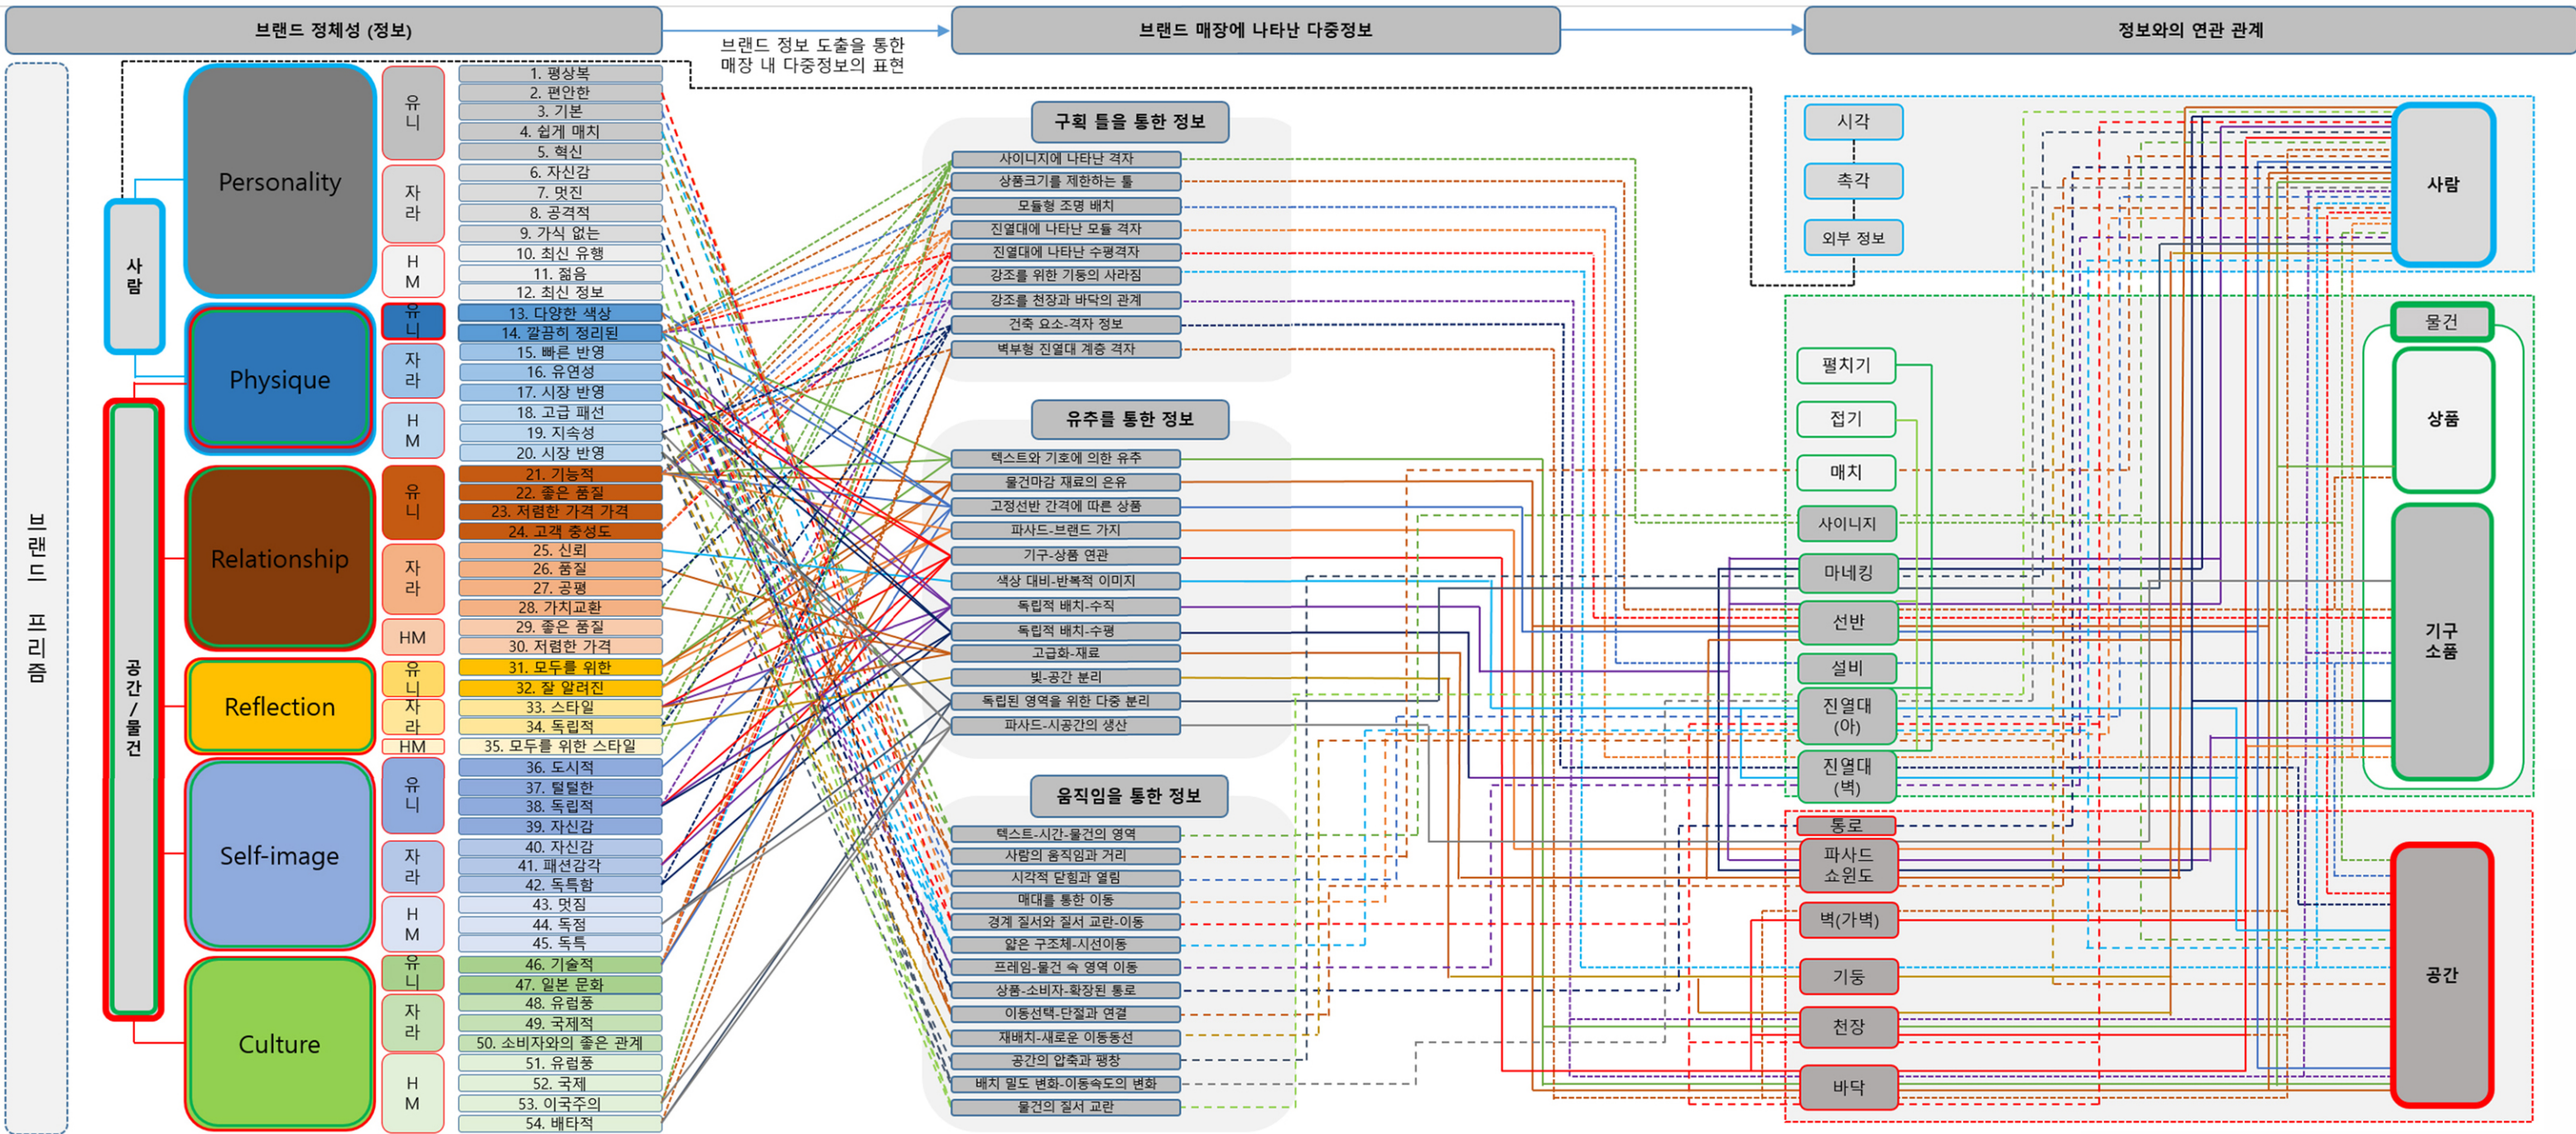 브랜드 정체성 (정보)
브랜드 정보 도출을 통한
매장 내 다중정보의 표현
브랜드 매장에 나타난 다중정보
정보와의 연관 관계
브랜드 프리즘
사람
공간/물건
Personality
유니
자라
HM
Physique
유니
자라
HM
Relationship
유니
자라
HM
Reflection
유니
자라
HM
Self-image
유니
자라
HM
Culture
유니
자라
HM
1. 평상복
2. 편안한
3. 기본
4. 쉽게 매치
5. 혁신
6. 자신감
7. 멋진
8. 공격적
9. 가식 없는
10. 최신 유행
11. 젊음
12. 최신 정보
13. 다양한 색상
14. 깔끔히 정리된
15. 빠른 반영
16. 유연성
17. 시장 반영
18. 고급 패션
19. 지속성
20. 시장 반영
21. 기능적
22. 좋은 품질
23. 저렴한 가격 가격
24. 고객 충성도
25. 신뢰
26. 품질
27. 공평
28. 가치교환
29. 좋은 품질
30. 저렴한 가격
31. 모두를 위한
32. 잘 알려진
33. 스타일
34. 독립적
35. 모두를 위한 스타일
36. 도시적
37. 털털한
38. 독립적
39. 자신감
40. 자신감
41. 패션감각
42. 독특함
43. 멋짐
44. 독점
45. 독특
46. 기술적
47. 일본 문화
48. 유럽풍
49. 국제적
50. 소비자와의 좋은 관계
51. 유럽풍
52. 국제
53. 이국주의
54. 배타적
구획 틀을 통한 정보
사이니지에 나타난 격자
상품크기를 제한하는 툴
모듈형 조명 배치
진열대에 나타난 모듈 격자
진열대에 나타난 수평격자
강조를 위한 기둥의 사라짐
강조를 천장과 바닥의 관계
건축 요소-격자 정보
벽부형 진열대 계층 격자
유추를 통한 정보
텍스트와 기호에 의한 유추
물건마감 재료의 은유
고정선반 간격에 따른 상품
파사드-브랜드 가지
기구-상품 연관
색상 대비-반복적 이미지
독립적 배치-수직
독립적 배치-수평
고급화-재료
빛-공간 분리
독립된 영역을 위한 다중 분리
파사드-시공간의 생산
움직임을 통한 정보
텍스트-시간-물건의 영역
사람의 움직임과 거리
시각적 닫힘과 열림
매대를 통한 이동
경계 질서와 질서 교란-이동
얇은 구조체-시선이동
프레임-물건 속 영역 이동
상품-소비자-확장된 통로
이동선택-단절과 연결
재배치-새로운 이동동선
공간의 압축과 팽창
배치 밀도 변화-이동속도의 변화
물건의 질서 교란
시각
촉각
외부 정보
펼치기
접기
매치
사이니지
마네킹
선반
설비
진열대
(아)
진열대
(벽)
통로
파사드
쇼윈도
벽(가벽)
기둥
천장
바닥
사람
물건
상품
기구
소품
공간